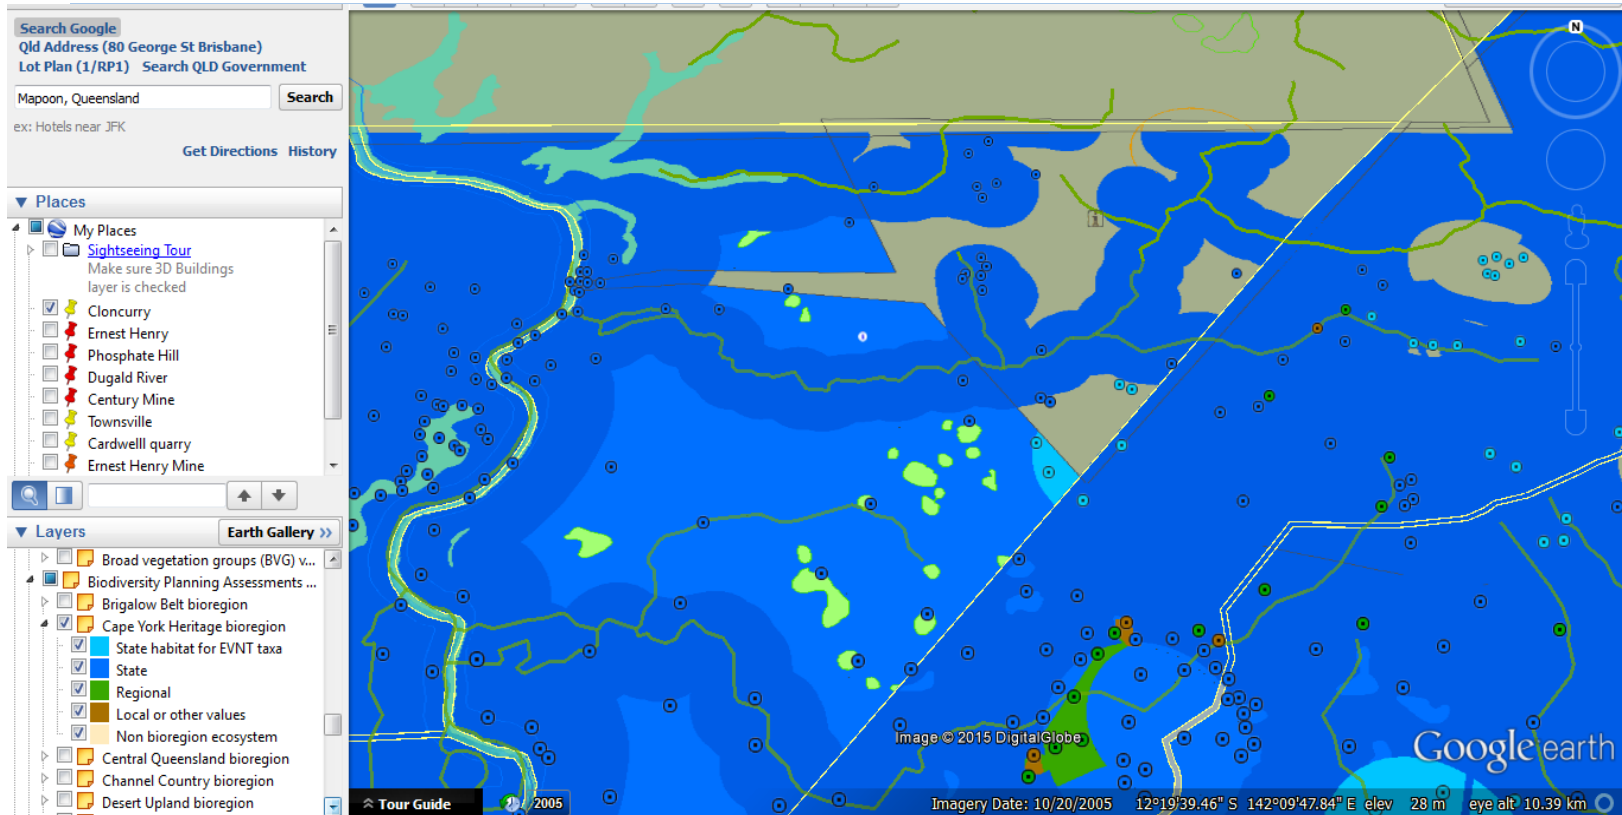 Search Google
Qld Address (80 George St Brisbane)
Lot Plan (1/RP1) Search QLD Government
Mapoon, Queensland Search
ex: Hotels near JFK
Get Directions History
Places
My Places
Sightseeing Tour
Make sure 3D Buildings
layer is checked
Cloncurry
Ernest Henry
Phosphate Hill
Dugald River
Century Mine
Townsville
Cardwelll quarry
Ernest Henry Mine
Layers Earth Gallery >>
Broad vegetation groups (BVG) v...
Biodiversity Planning Assessments ...
Brigalow Belt bioregion
Cape York Heritage bioregion
State habitat for EVNT taxa
State
Regional
Local or other values
Non bioregion ecosystem
Central Queensland bioregion
Channel Country bioregion
Desert Upland bioregion
N
Image © 2015 DigitalGlobe
Google earth
Tour Guide 2005 Imagery Date: 10/20/2005 12°19'39.46" S 142°09'47.84" E elev 28 m eye alt 10.39 km